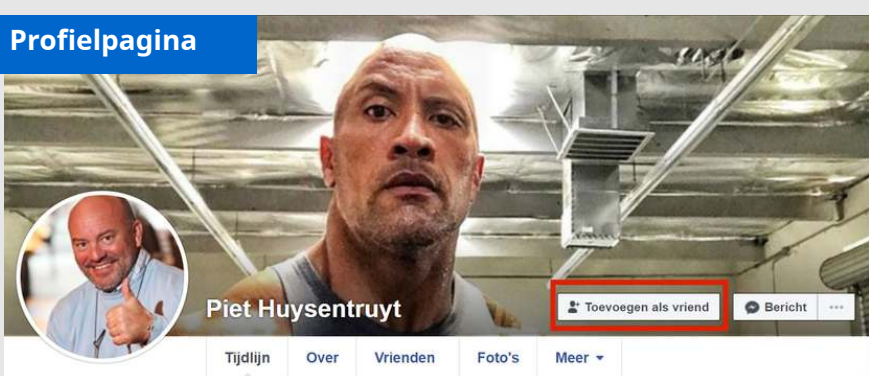 Profielpagina
Piet Huysentruyt
Toevoegen als vriend
Bericht
Tijdlijn Over Vrienden Foto's Meer